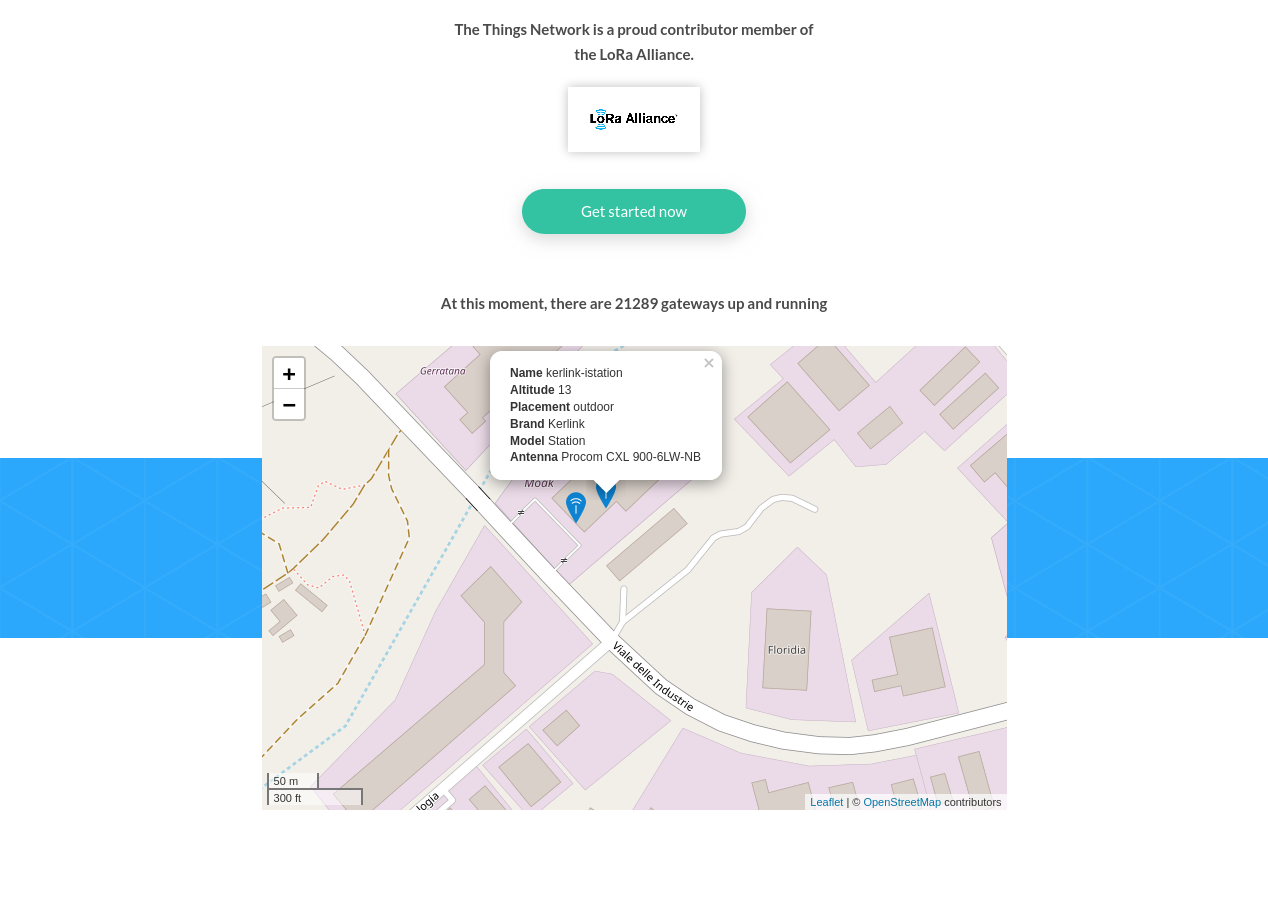 The Things Network is a proud contributor member of
the LoRa Alliance.
LoRa Alliance
Get started now
At this moment, there are 21289 gateways up and running
+
−
Gerratana
×
Name kerlink-istation
Altitude 13
Placement outdoor
Brand Kerlink
Model Station
Antenna Procom CXL 900-6LW-NB
Moak
Floridia
Viale delle Industrie
logia
50 m
300 ft
Leaflet | © OpenStreetMap contributors